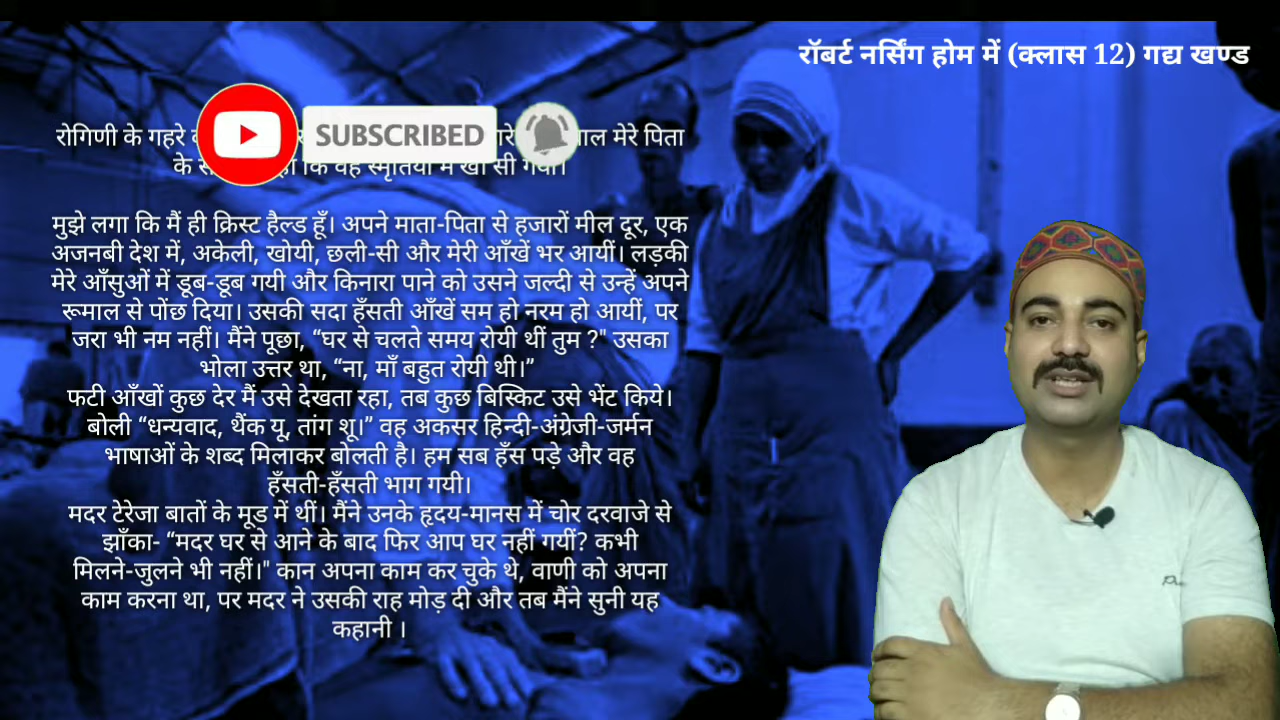 रॉबर्ट नर्सिंग होम में (क्लास 12) गद्य खण्ड
रोगिणी के गहरे मेरे पिता
SUBSCRIBED
के कि वह स्मृतियों में खो सी गयी।
मुझे लगा कि मैं ही क्रिस्ट हैल्ड हूँ। अपने माता-पिता से हजारों मील दूर, एक
अजनबी देश में, अकेली, खोयी, छली-सी और मेरी आँखें भर आयीं। लड़की
मेरे आँसुओं में डूब-डूब गयी और किनारा पाने को उसने जल्दी से उन्हें अपने
रूमाल से पोंछ दिया। उसकी सदा हँसती आँखें सम हो नरम हो आयीं, पर
जरा भी नम नहीं। मैंने पूछा, “घर से चलते समय रोयी थीं तुम ?" उसका
भोला उत्तर था, “ना, माँ बहुत रोयी थी।”
फटी आँखों कुछ देर मैं उसे देखता रहा, तब कुछ बिस्किट उसे भेंट किये।
बोली “धन्यवाद, थैंक यू, तांग शू।” वह अकसर हिन्दी-अंग्रेजी-जर्मन
भाषाओं के शब्द मिलाकर बोलती है। हम सब हँस पड़े और वह
हँसती-हँसती भाग गयी।
मदर टेरेजा बातों के मूड में थीं। मैंने उनके हृदय-मानस में चोर दरवाजे से
झाँका- “मदर घर से आने के बाद फिर आप घर नहीं गयीं? कभी
मिलने-जुलने भी नहीं।" कान अपना काम कर चुके थे, वाणी को अपना
काम करना था, पर मदर ने उसकी राह मोड़ दी और तब मैंने सुनी यह
कहानी ।